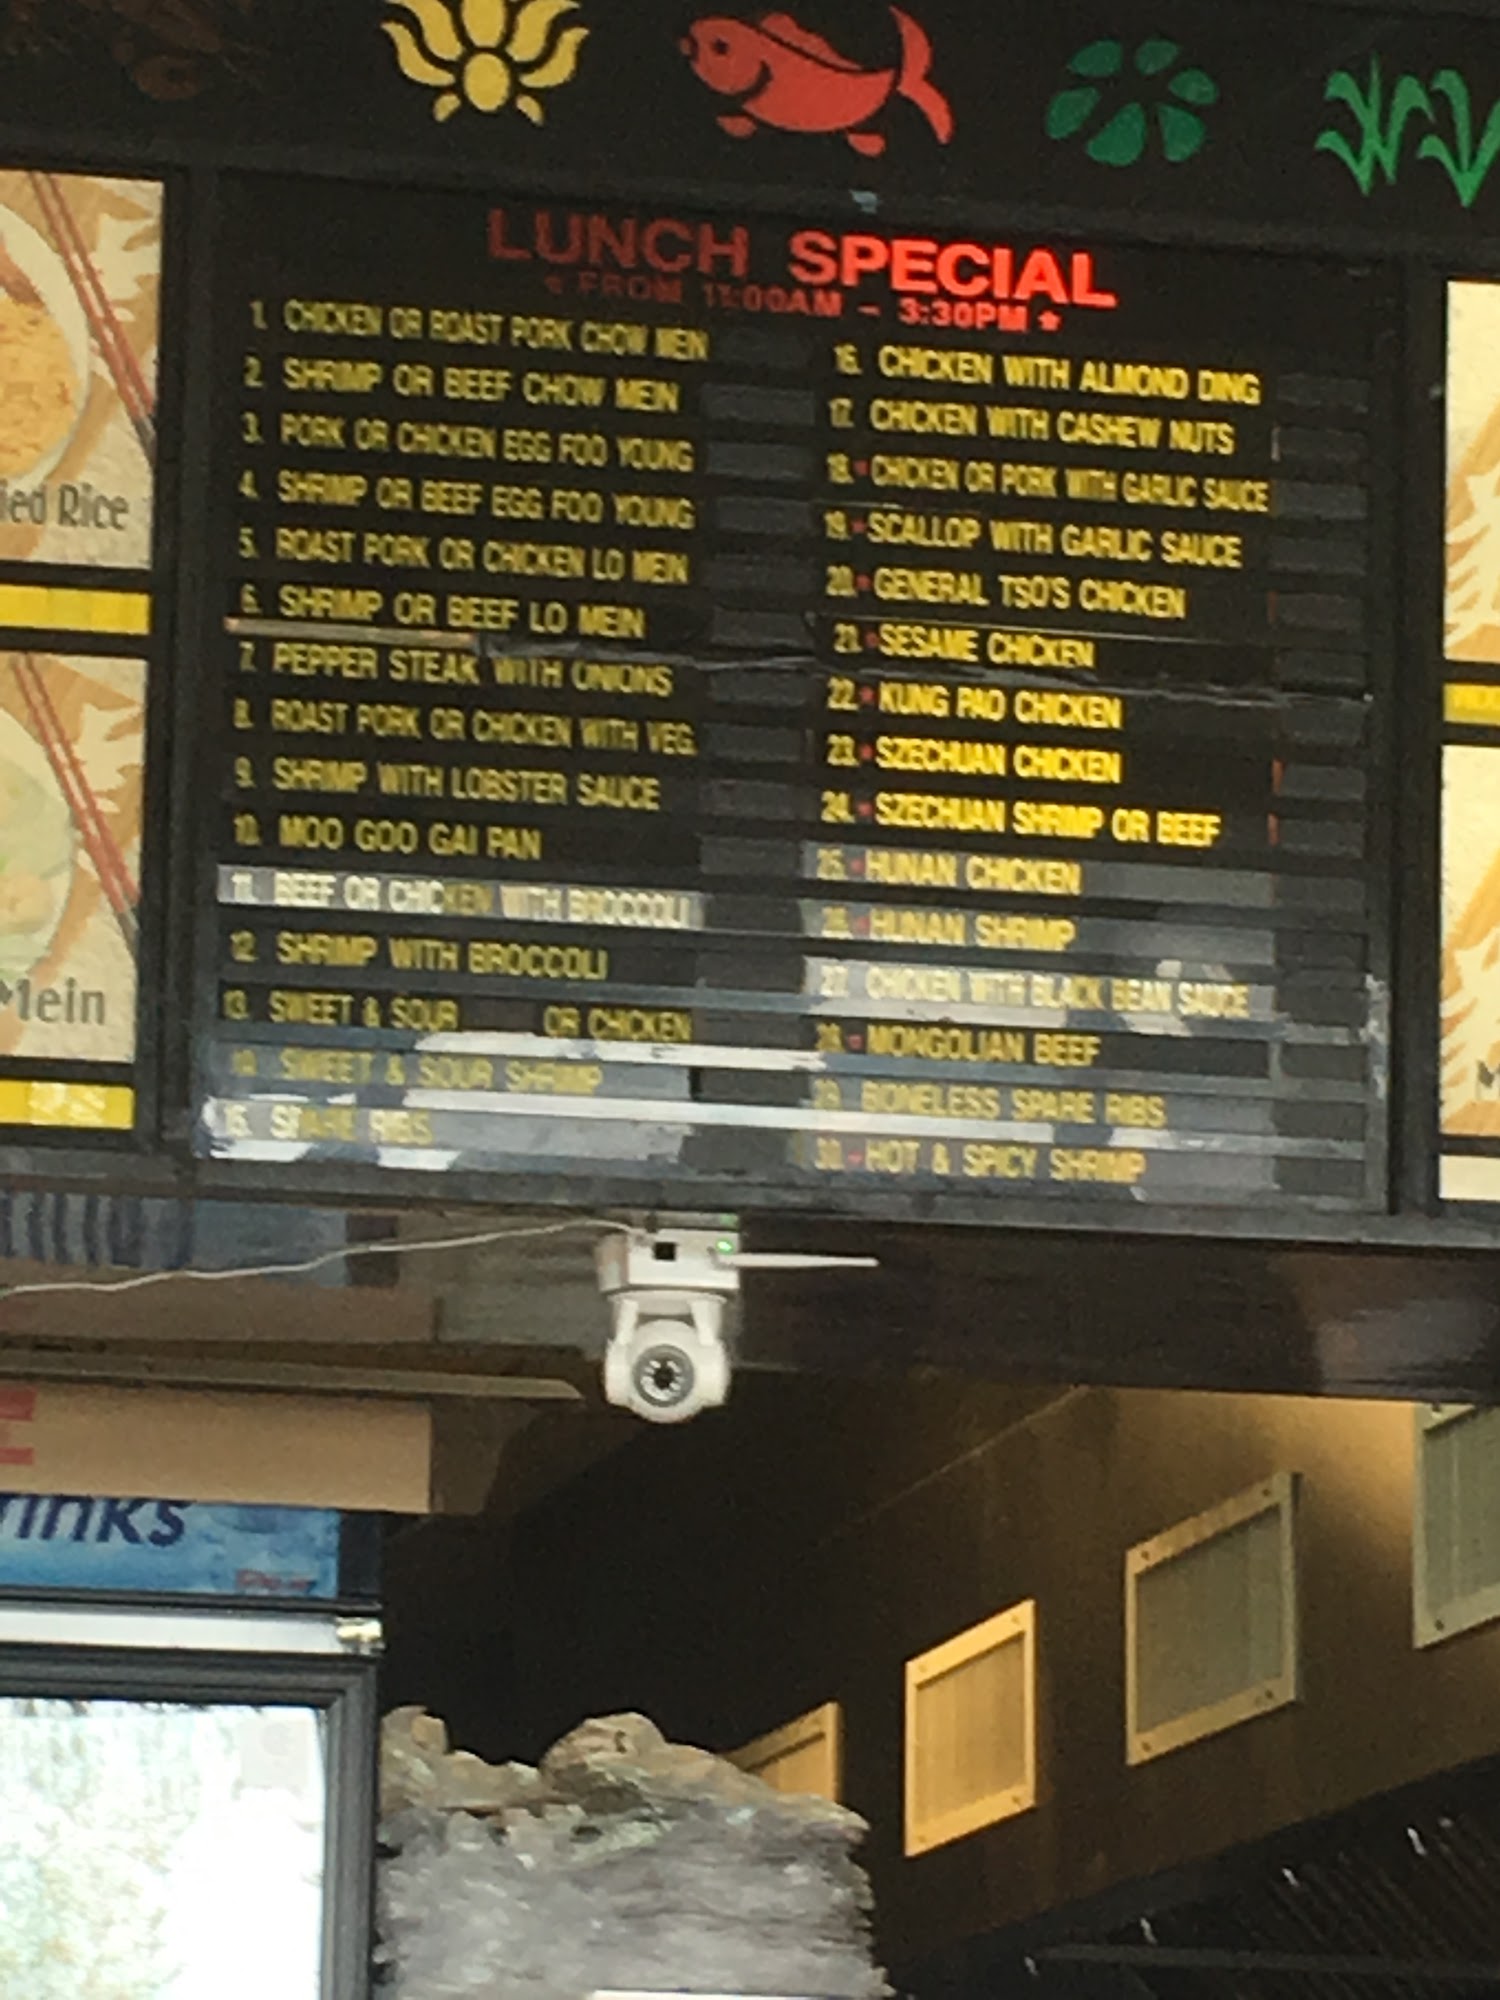 LUNCH SPECIAL
* FROM 11:00AM - 3:30PM *
1. CHICKEN OR ROAST PORK CHOW MEIN
2. SHRIMP OR BEEF CHOW MEIN
3. PORK OR CHICKEN EGG FOO YOUNG
4. SHRIMP OR BEEF EGG FOO YOUNG
5. ROAST PORK OR CHICKEN LO MEIN
6. SHRIMP OR BEEF LO MEIN
7. PEPPER STEAK WITH ONIONS
8. ROAST PORK OR CHICKEN WITH VEG.
9. SHRIMP WITH LOBSTER SAUCE
10. MOO GOO GAI PAN
11. BEEF OR CHICKEN WITH BROCCOLI
12. SHRIMP WITH BROCCOLI
13. SWEET & SOUR OR CHICKEN
14. SWEET & SOUR SHRIMP
15. SPARE RIBS
16. CHICKEN WITH ALMOND DING
17. CHICKEN WITH CASHEW NUTS
18. * CHICKEN OR PORK WITH GARLIC SAUCE
19. * SCALLOP WITH GARLIC SAUCE
20. * GENERAL TSO'S CHICKEN
21. * SESAME CHICKEN
22. * KUNG PAO CHICKEN
23. * SZECHUAN CHICKEN
24. * SZECHUAN SHRIMP OR BEEF
25. * HUNAN CHICKEN
26. * HUNAN SHRIMP
27. CHICKEN WITH BLACK BEAN SAUCE
28. * MONGOLIAN BEEF
29. BONELESS SPARE RIBS
30. * HOT & SPICY SHRIMP
ied Rice
Mein
rinks